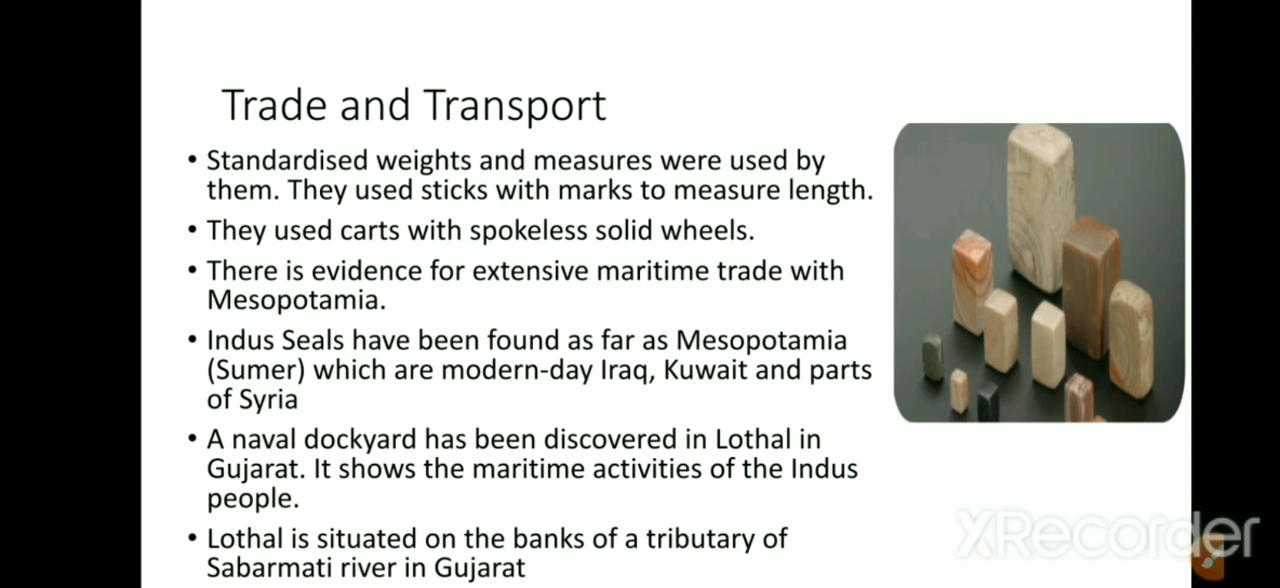 Trade and Transport
• Standardised weights and measures were used by
them. They used sticks with marks to measure length.
• They used carts with spokeless solid wheels.
• There is evidence for extensive maritime trade with
Mesopotamia.
• Indus Seals have been found as far as Mesopotamia
(Sumer) which are modern-day Iraq, Kuwait and parts
of Syria
• A naval dockyard has been discovered in Lothal in
Gujarat. It shows the maritime activities of the Indus
people.
• Lothal is situated on the banks of a tributary of
Sabarmati river in Gujarat
XRecorder